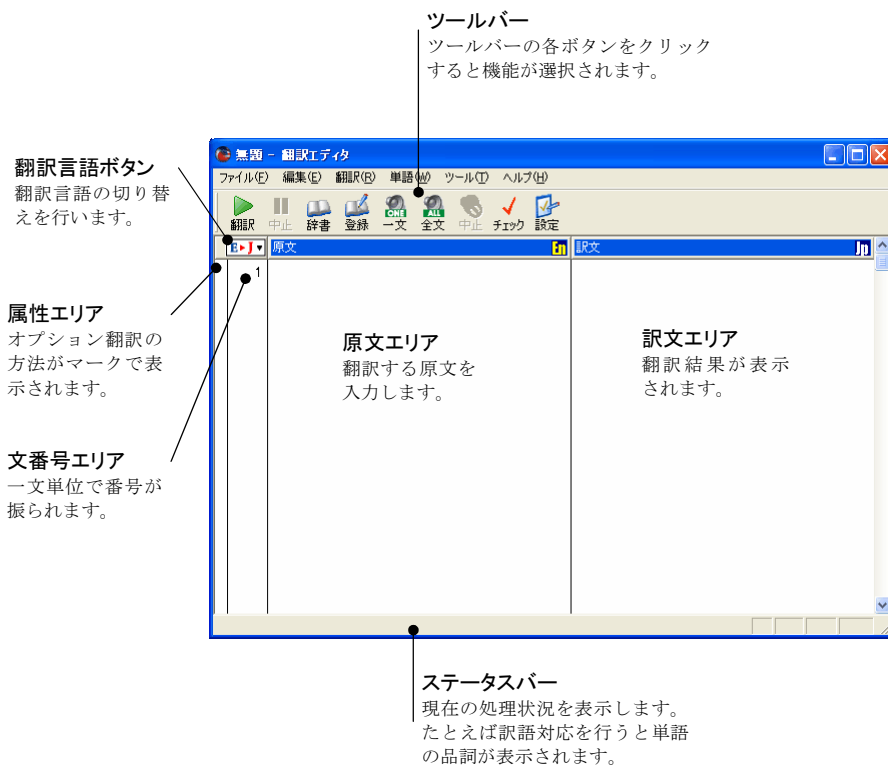 ツールバー
ツールバーの各ボタンをクリック
すると機能が選択されます。
翻訳言語ボタン
翻訳言語の切り替
えを行います。
無題 - 翻訳エディタ
ファイル(F) 編集(E) 翻訳(R) 単語(W) ツール(T) ヘルプ(H)
ONE ALL
翻訳 中止 辞書 登録 一文 全文 中止 チェック 設定
E▸J▾ 原文 En 訳文 Jp
1
属性エリア
オプション翻訳の
方法がマークで表
示されます。
原文エリア
翻訳する原文を
入力します。
訳文エリア
翻訳結果が表示
されます。
文番号エリア
一文単位で番号が
振られます。
ステータスバー
現在の処理状況を表示します。
たとえば訳語対応を行うと単語
の品詞が表示されます。